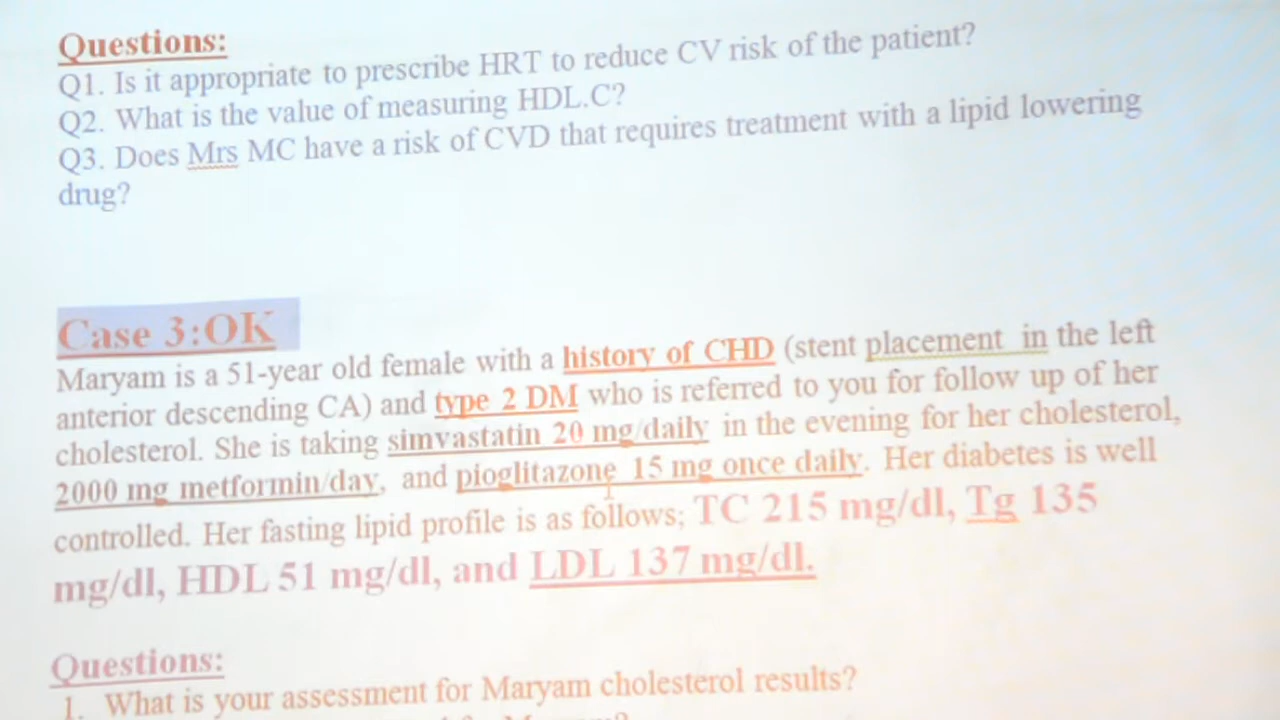 Questions:
Q1. Is it appropriate to prescribe HRT to reduce CV risk of the patient?
Q2. What is the value of measuring HDL.C?
Q3. Does Mrs MC have a risk of CVD that requires treatment with a lipid lowering
drug?
Case 3:OK
Maryam is a 51-year old female with a history of CHD (stent placement in the left
anterior descending CA) and type 2 DM who is referred to you for follow up of her
cholesterol. She is taking simvastatin 20 mg/daily in the evening for her cholesterol,
2000 mg metformin/day, and pioglitazone 15 mg once daily. Her diabetes is well
controlled. Her fasting lipid profile is as follows; TC 215 mg/dl, Tg 135
mg/dl, HDL 51 mg/dl, and LDL 137 mg/dl.
Questions:
1. What is your assessment for Maryam cholesterol results?